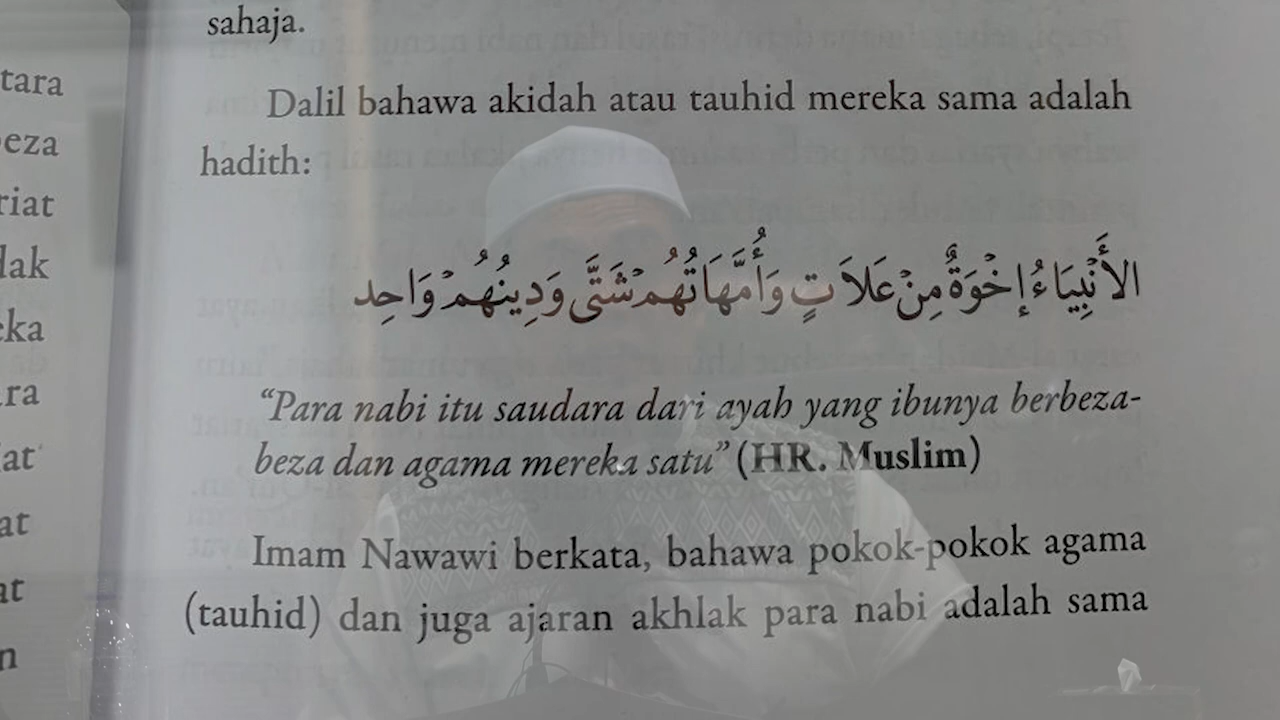 sahaja.
Dalil bahawa akidah atau tauhid mereka sama adalah
hadith:
الأَنْبِيَاءُ إِخْوَةٌ مِنْ عَلاَتٍ وَأُمَّهَاتُهُمْ شَتَّى وَدِينُهُمْ وَاحِد
“Para nabi itu saudara dari ayah yang ibunya berbeza-
beza dan agama mereka satu” (HR. Muslim)
Imam Nawawi berkata, bahawa pokok-pokok agama
(tauhid) dan juga ajaran akhlak para nabi adalah sama